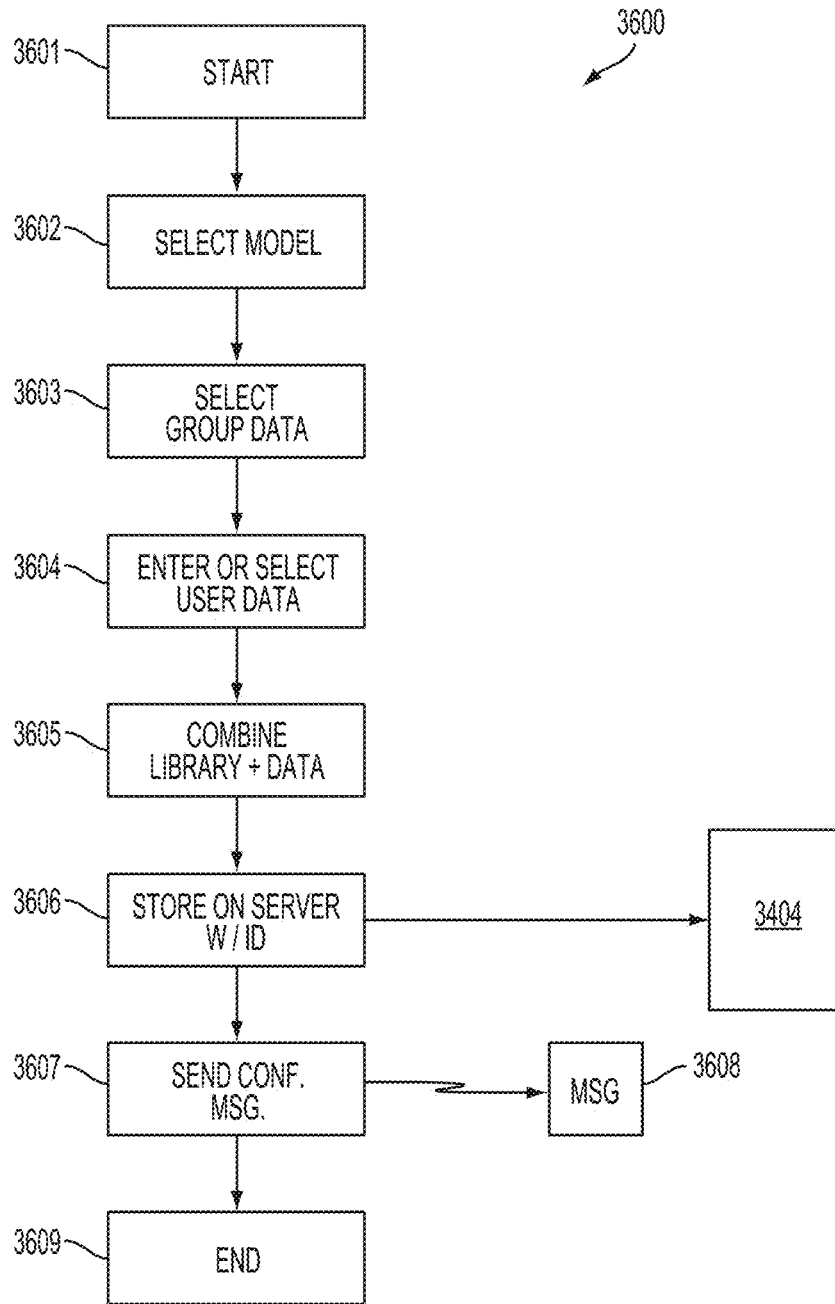 3600
3601
START
3602
SELECT MODEL
3603
SELECT
GROUP DATA
3604
ENTER OR SELECT
USER DATA
3605
COMBINE
LIBRARY + DATA
3606
STORE ON SERVER
W / ID
3404
3607
SEND CONF.
MSG.
MSG
3608
3609
END